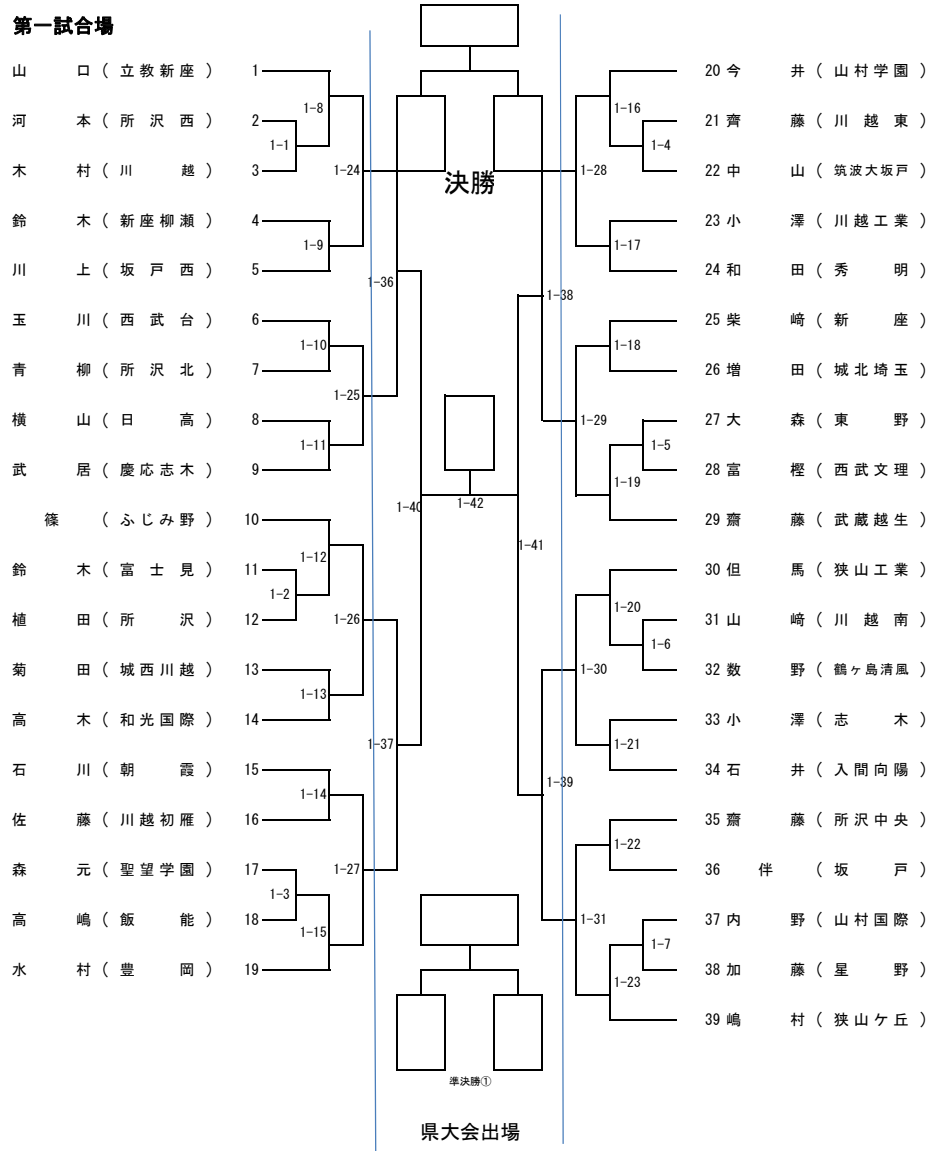 第一試合場
山 口 ( 立教新座 ) 1
河 本 ( 所沢西 ) 2
木 村 ( 川 越 ) 3
鈴 木 ( 新座柳瀬 ) 4
川 上 ( 坂戸西 ) 5
玉 川 ( 西武台 ) 6
青 柳 ( 所沢北 ) 7
横 山 ( 日 高 ) 8
武 居 ( 慶応志木 ) 9
篠 ( ふじみ野 ) 10
鈴 木 ( 富士見 ) 11
植 田 ( 所 沢 ) 12
菊 田 ( 城西川越 ) 13
高 木 ( 和光国際 ) 14
石 川 ( 朝 霞 ) 15
佐 藤 ( 川越初雁 ) 16
森 元 ( 聖望学園 ) 17
高 嶋 ( 飯 能 ) 18
水 村 ( 豊 岡 ) 19
1-8
1-1
1-24
1-9
1-36
1-10
1-25
1-11
1-40
1-12
1-2
1-26
1-13
1-37
1-14
1-27
1-3
1-15
決勝
1-42
準決勝①
県大会出場
1-16
1-4
1-28
1-17
1-38
1-18
1-29
1-5
1-19
1-41
1-20
1-6
1-30
1-21
1-39
1-22
1-31
1-7
1-23
20 今 井 ( 山村学園 )
21 齊 藤 ( 川越東 )
22 中 山 ( 筑波大坂戸 )
23 小 澤 ( 川越工業 )
24 和 田 ( 秀 明 )
25 柴 﨑 ( 新 座 )
26 増 田 ( 城北埼玉 )
27 大 森 ( 東 野 )
28 富 樫 ( 西武文理 )
29 齋 藤 ( 武蔵越生 )
30 但 馬 ( 狭山工業 )
31 山 﨑 ( 川越南 )
32 数 野 ( 鶴ヶ島清風 )
33 小 澤 ( 志 木 )
34 石 井 ( 入間向陽 )
35 齋 藤 ( 所沢中央 )
36 伴 ( 坂 戸 )
37 内 野 ( 山村国際 )
38 加 藤 ( 星 野 )
39 嶋 村 ( 狭山ケ丘 )